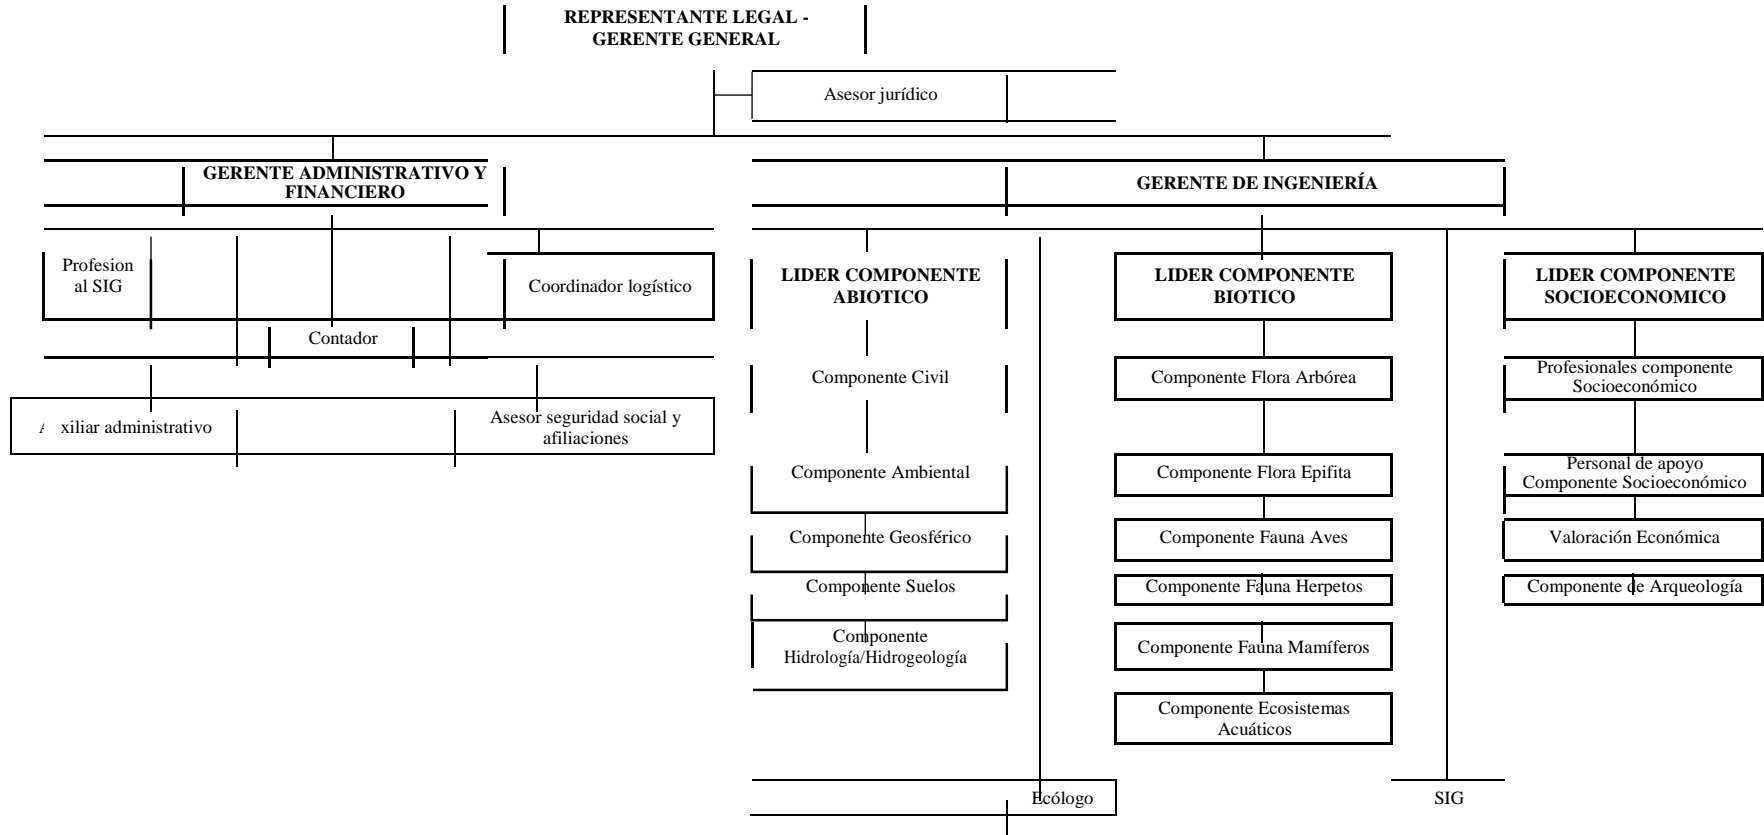 REPRESENTANTE LEGAL -
GERENTE GENERAL
Asesor jurídico
GERENTE ADMINISTRATIVO Y
FINANCIERO
GERENTE DE INGENIERÍA
Profesion
al SIG
Coordinador logístico
Contador
xiliar administrativo
Asesor seguridad social y
afiliaciones
LIDER COMPONENTE
ABIOTICO
Componente Civil
Componente Ambiental
Componente Geosférico
Componente Suelos
Componente
Hidrología/Hidrogeología
LIDER COMPONENTE
BIOTICO
Componente Flora Arbórea
Componente Flora Epifita
Componente Fauna Aves
Componente Fauna Herpetos
Componente Fauna Mamíferos
Componente Ecosistemas
Acuáticos
LIDER COMPONENTE
SOCIOECONOMICO
Profesionales componente
Socioeconómico
Personal de apoyo
Componente Socioeconómico
Valoración Económica
Componente de Arqueología
Ecólogo
SIG